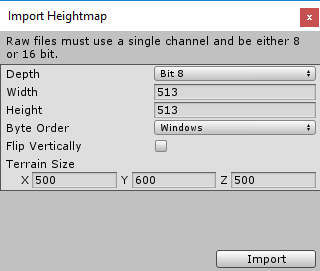 Import Heightmap
x
Raw files must use a single channel and be either 8
or 16 bit.
Depth Bit 8
Width 513
Height 513
Byte Order Windows
Flip Vertically
Terrain Size
X 500 Y 600 Z 500
Import